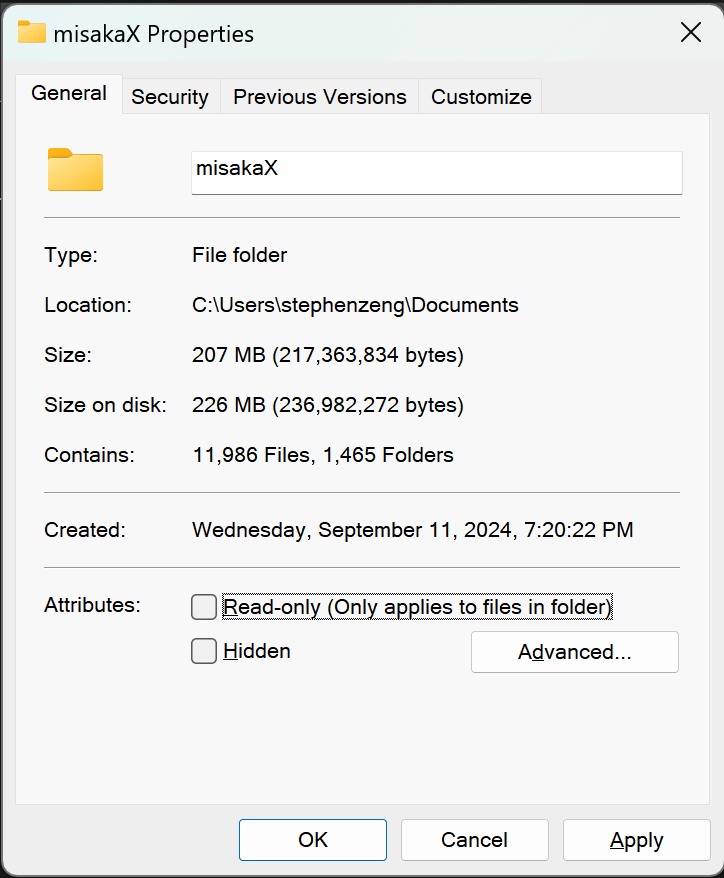 misakaX Properties
General Security Previous Versions Customize
misakaX
Type: File folder
Location: C:\Users\stephenzeng\Documents
Size: 207 MB (217,363,834 bytes)
Size on disk: 226 MB (236,982,272 bytes)
Contains: 11,986 Files, 1,465 Folders
Created: Wednesday, September 11, 2024, 7:20:22 PM
Attributes: Read-only (Only applies to files in folder)
Hidden Advanced...
OK Cancel Apply